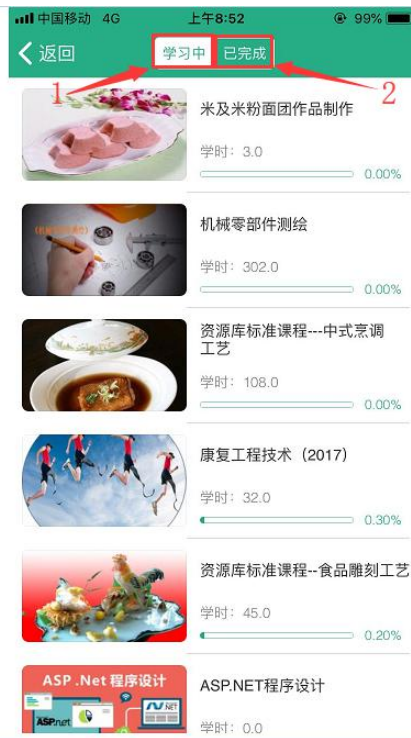 中国移动 4G 上午8:52 99%
返回 学习中 已完成
1 2
米及米粉面团作品制作
学时：3.0
0.00%
机械零部件测绘
学时：302.0
0.00%
资源库标准课程---中式烹调
工艺
学时：108.0
0.00%
康复工程技术（2017）
学时：32.0
0.30%
资源库标准课程--食品雕刻工艺
学时：45.0
0.20%
ASP .Net 程序设计
ASP.net
NET
ASP.NET程序设计
学时：0.0